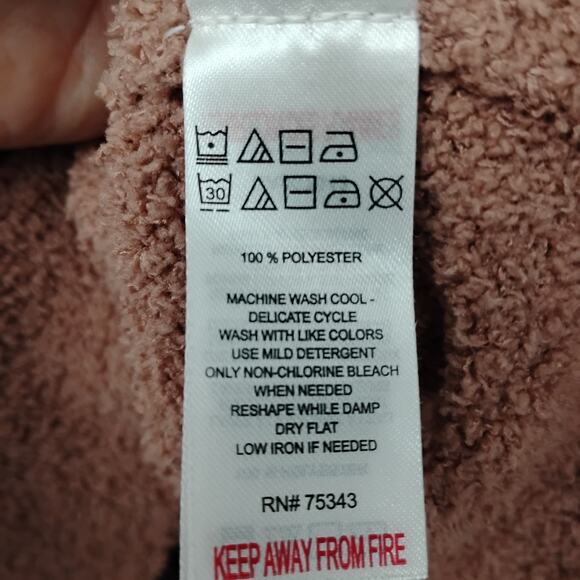 30
100 % POLYESTER
MACHINE WASH COOL -
DELICATE CYCLE
WASH WITH LIKE COLORS
USE MILD DETERGENT
ONLY NON-CHLORINE BLEACH
WHEN NEEDED
RESHAPE WHILE DAMP
DRY FLAT
LOW IRON IF NEEDED
RN# 75343
KEEP AWAY FROM FIRE